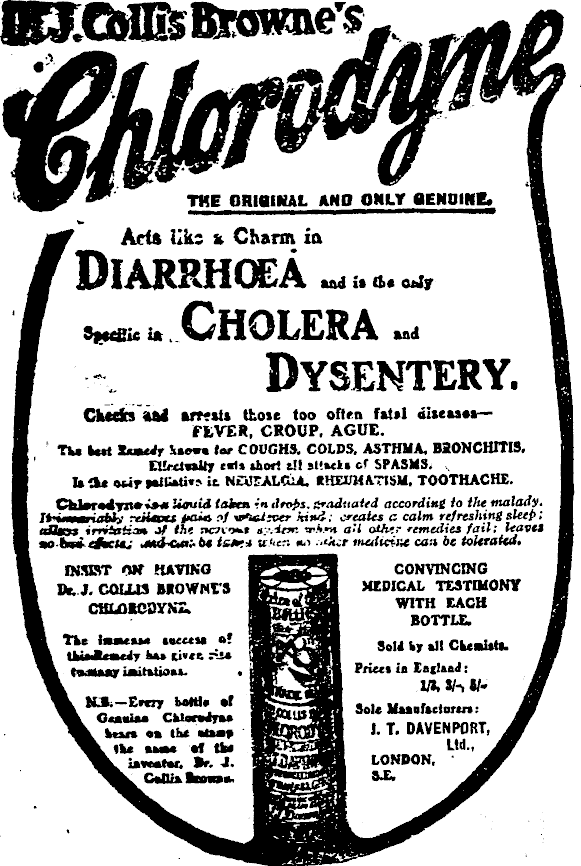 Dr. J. Collis Browne's
Chlorodyne
THE ORIGINAL AND ONLY GENUINE.
Acts like a Charm in
DIARRHOEA and is the only
Specific in CHOLERA and
DYSENTERY.
Checks and arrests those too often fatal diseases—
FEVER, CROUP, AGUE.
The best Remedy known for COUGHS, COLDS, ASTHMA, BRONCHITIS.
Effectually cuts short all attacks of SPASMS.
Is the only palliative in NEURALGIA, RHEUMATISM, TOOTHACHE.
Chlorodyne is a liquid taken in drops, graduated according to the malady.
It invariably relieves pain of whatever kind; creates a calm refreshing sleep;
allays irritation of the nervous system when all other remedies fail; leaves
no bad effects; and can be taken when no other medicine can be tolerated.
INSIST ON HAVING
Dr. J. COLLIS BROWNE'S
CHLORODYNE.
The immense success of
this Remedy has given rise
to many imitations.
N.B.—Every bottle of
Genuine Chlorodyne
bears on the stamp
the name of the
inventor, Dr. J.
Collis Browne.
COLLIS
CONVINCING
MEDICAL TESTIMONY
WITH EACH
BOTTLE.
Sold by all Chemists.
Prices in England:
1/3, 3/-, 5/-
Sole Manufacturers:
J. T. DAVENPORT,
Ltd.,
LONDON,
S.E.